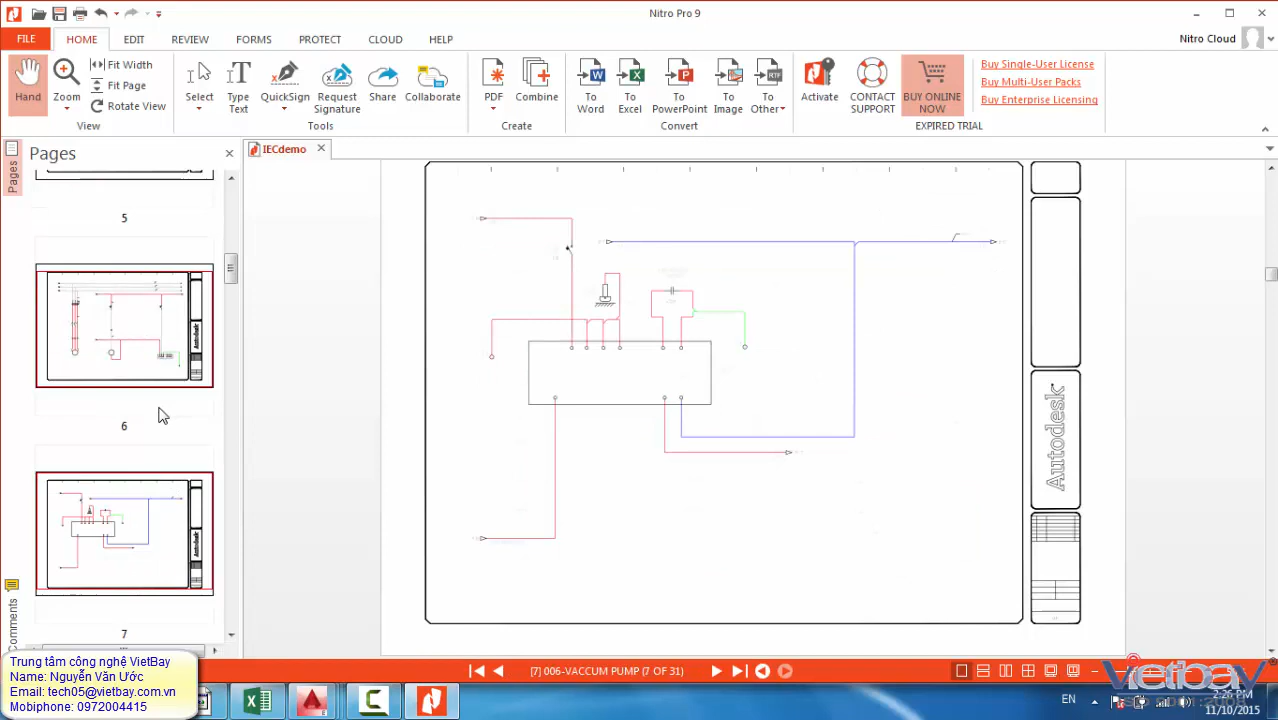 Nitro Pro 9
FILE
HOME
EDIT
REVIEW
FORMS
PROTECT
CLOUD
HELP
Nitro Cloud
Hand
Zoom
Fit Width
Fit Page
Rotate View
View
Select
Type Text
QuickSign
Request Signature
Share
Collaborate
Tools
PDF
Combine
Create
To Word
To Excel
To PowerPoint
To Image
To Other
Convert
Activate
CONTACT SUPPORT
BUY ONLINE NOW
Buy Single-User License
Buy Multi-User Packs
Buy Enterprise Licensing
EXPIRED TRIAL
Pages
Pages
IECdemo
5
6
7
Autodesk
Autodesk
Autodesk
Comments
[7] 006-VACCUM PUMP (7 OF 31)
Trung tâm công nghệ VietBay
Name: Nguyễn Văn Ước
Email: tech05@vietbay.com.vn
Mobiphone: 0972004415
Vietbay
EN
2:26 PM
11/10/2015